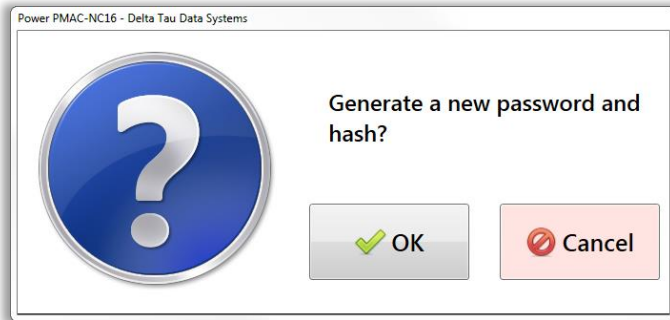 Power PMAC-NC16 - Delta Tau Data Systems
Generate a new password and
hash?
OK
Cancel